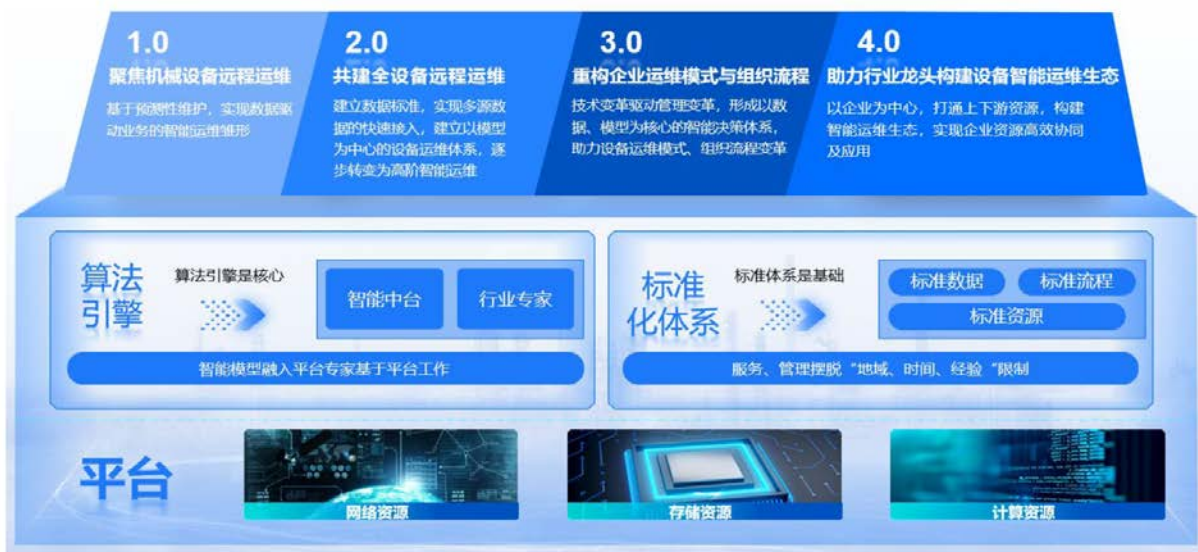 1.0
聚焦机械设备远程运维
基于预测性维护，实现数据驱
动业务的智能运维雏形
2.0
共建全设备远程运维
建立数据标准，实现多源数
据的快速接入，建立以模型
为中心的设备运维体系，逐
步转变为高阶智能运维
3.0
重构企业运维模式与组织流程
技术变革驱动管理变革，形成以数
据、模型为核心的智能决策体系，
助力设备运维模式、组织流程变革
4.0
助力行业龙头构建设备智能运维生态
以企业为中心，打通上下游资源，构建
智能运维生态，实现企业资源高效协同
及应用
算法
引擎
算法引擎是核心
智能中台
行业专家
智能模型融入平台专家基于平台工作
标准
化体系
标准体系是基础
标准数据
标准流程
标准资源
服务、管理摆脱“地域、时间、经验“限制
平台
网络资源
存储资源
计算资源